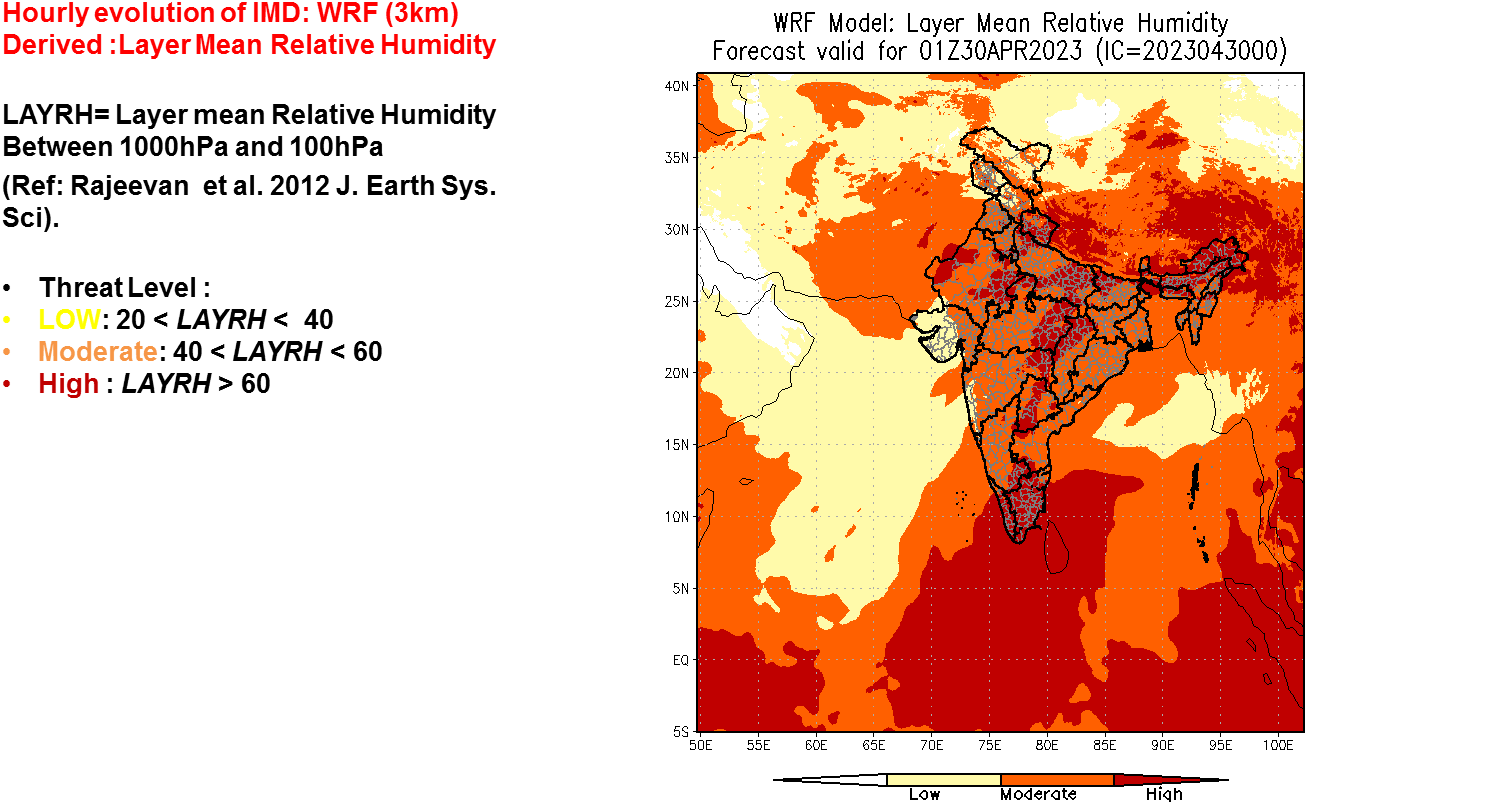 Hourly evolution of IMD: WRF (3km)
Derived :Layer Mean Relative Humidity
LAYRH= Layer mean Relative Humidity
Between 1000hPa and 100hPa
(Ref: Rajeevan et al. 2012 J. Earth Sys.
Sci).
• Threat Level :
• LOW: 20 < LAYRH < 40
• Moderate: 40 < LAYRH < 60
• High : LAYRH > 60
WRF Model: Layer Mean Relative Humidity
Forecast valid for 01Z30APR2023 (IC=2023043000)
40N
35N
30N
25N
20N
15N
10N
5N
EQ
5S
50E 55E 60E 65E 70E 75E 80E 85E 90E 95E 100E
Low Moderate High